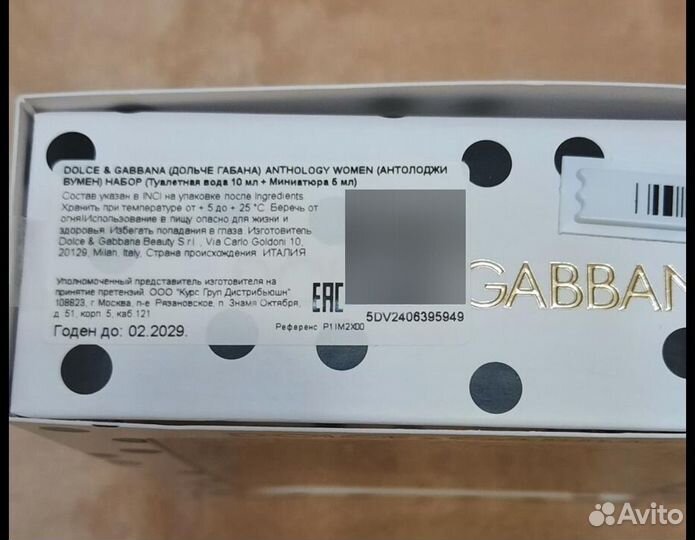 DOLCE & GABBANA (ДОЛЬЧЕ ГАБАНА) ANTHOLOGY WOMEN (АНТОЛОДЖИ
ВУМЕН) НАБОР (Туалетная вода 10 мл + Миниатюра 5 мл)
Состав указан в INCI на упаковке после Ingredients.
Хранить при температуре от + 5 до + 25 °C. Беречь от
огня!Использование в пищу опасно для жизни и
здоровья. Избегать попадания в глаза. Изготовитель
Dolce & Gabbana Beauty S.r.l., Via Carlo Goldoni 10,
20129, Milan, Italy, Страна происхождения: ИТАЛИЯ
Уполномоченный представитель изготовителя на
принятие претензий: ООО "Курс Груп Дистрибьюшн"
108823, г Москва, п-е Рязановское, п Знамя Октября,
д. 51, корп. 5, каб.121
Годен до: 02.2029.
EAC
5DV2406395949
Референс P1IM2X00
GABBAN
Avito